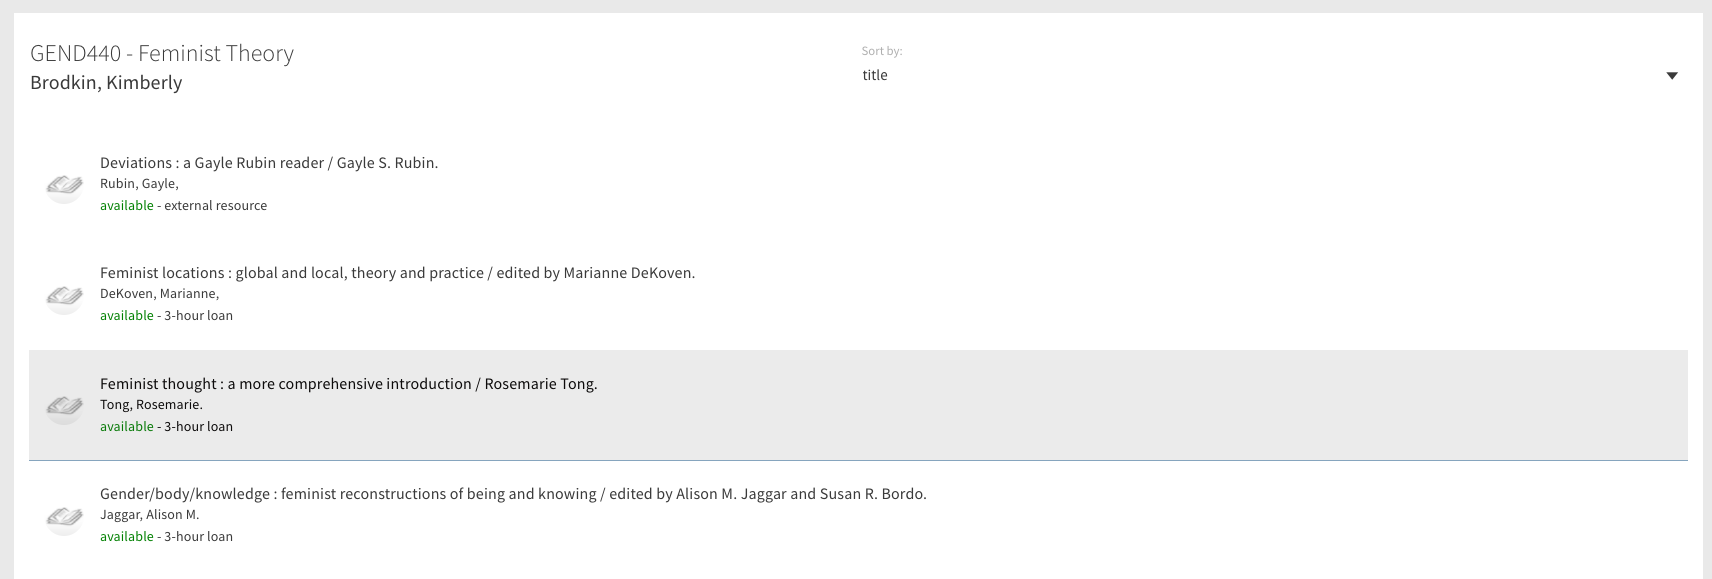 GEND440 - Feminist Theory
Brodkin, Kimberly
Sort by:
title
Deviations : a Gayle Rubin reader / Gayle S. Rubin.
Rubin, Gayle,
available - external resource
Feminist locations : global and local, theory and practice / edited by Marianne DeKoven.
DeKoven, Marianne,
available - 3-hour loan
Feminist thought : a more comprehensive introduction / Rosemarie Tong.
Tong, Rosemarie.
available - 3-hour loan
Gender/body/knowledge : feminist reconstructions of being and knowing / edited by Alison M. Jaggar and Susan R. Bordo.
Jaggar, Alison M.
available - 3-hour loan